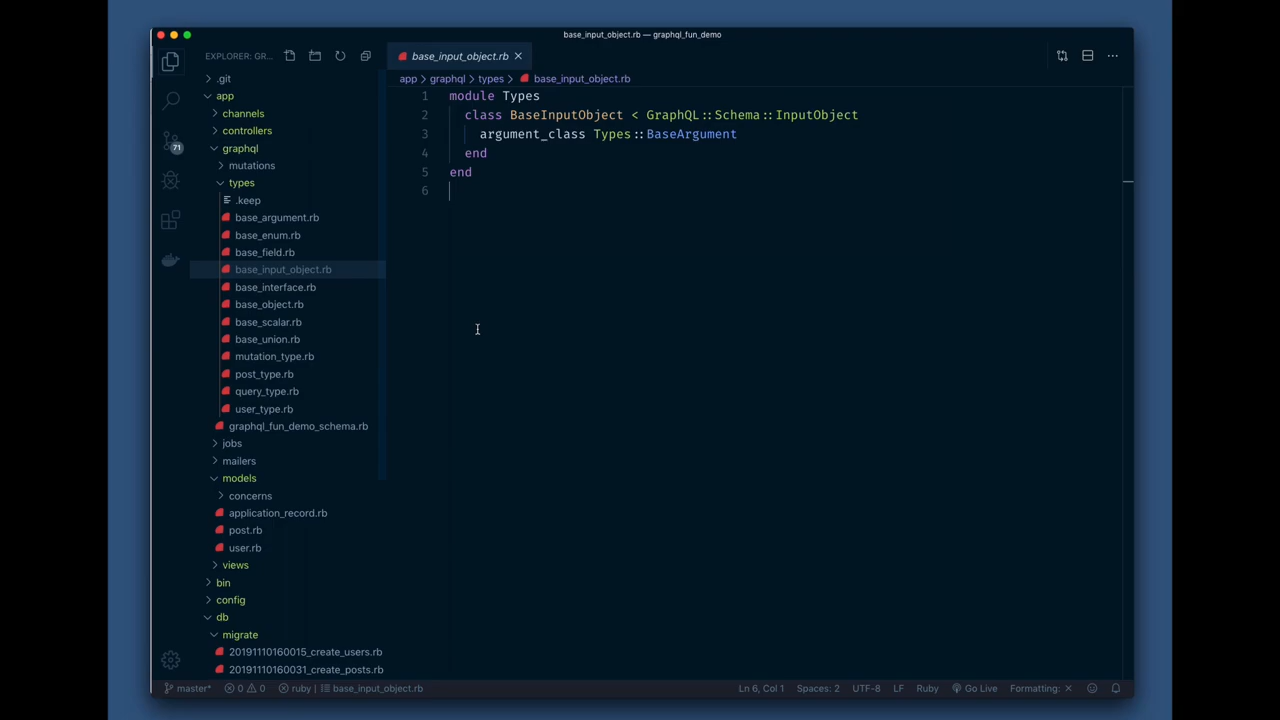 base_input_object.rb — graphql_fun_demo
EXPLORER: GR...
base_input_object.rb
app > graphql > types > base_input_object.rb
.git
app
channels
controllers
graphql
mutations
types
.keep
base_argument.rb
base_enum.rb
base_field.rb
base_input_object.rb
base_interface.rb
base_object.rb
base_scalar.rb
base_union.rb
mutation_type.rb
post_type.rb
query_type.rb
user_type.rb
graphql_fun_demo_schema.rb
jobs
mailers
models
concerns
application_record.rb
post.rb
user.rb
views
bin
config
db
migrate
20191110160015_create_users.rb
20191110160031_create_posts.rb
71
1 module Types
2 class BaseInputObject < GraphQL::Schema::InputObject
3 argument_class Types::BaseArgument
4 end
5 end
6
master* 0 0 ruby | base_input_object.rb Ln 6, Col 1 Spaces: 2 UTF-8 LF Ruby Go Live Formatting: ×